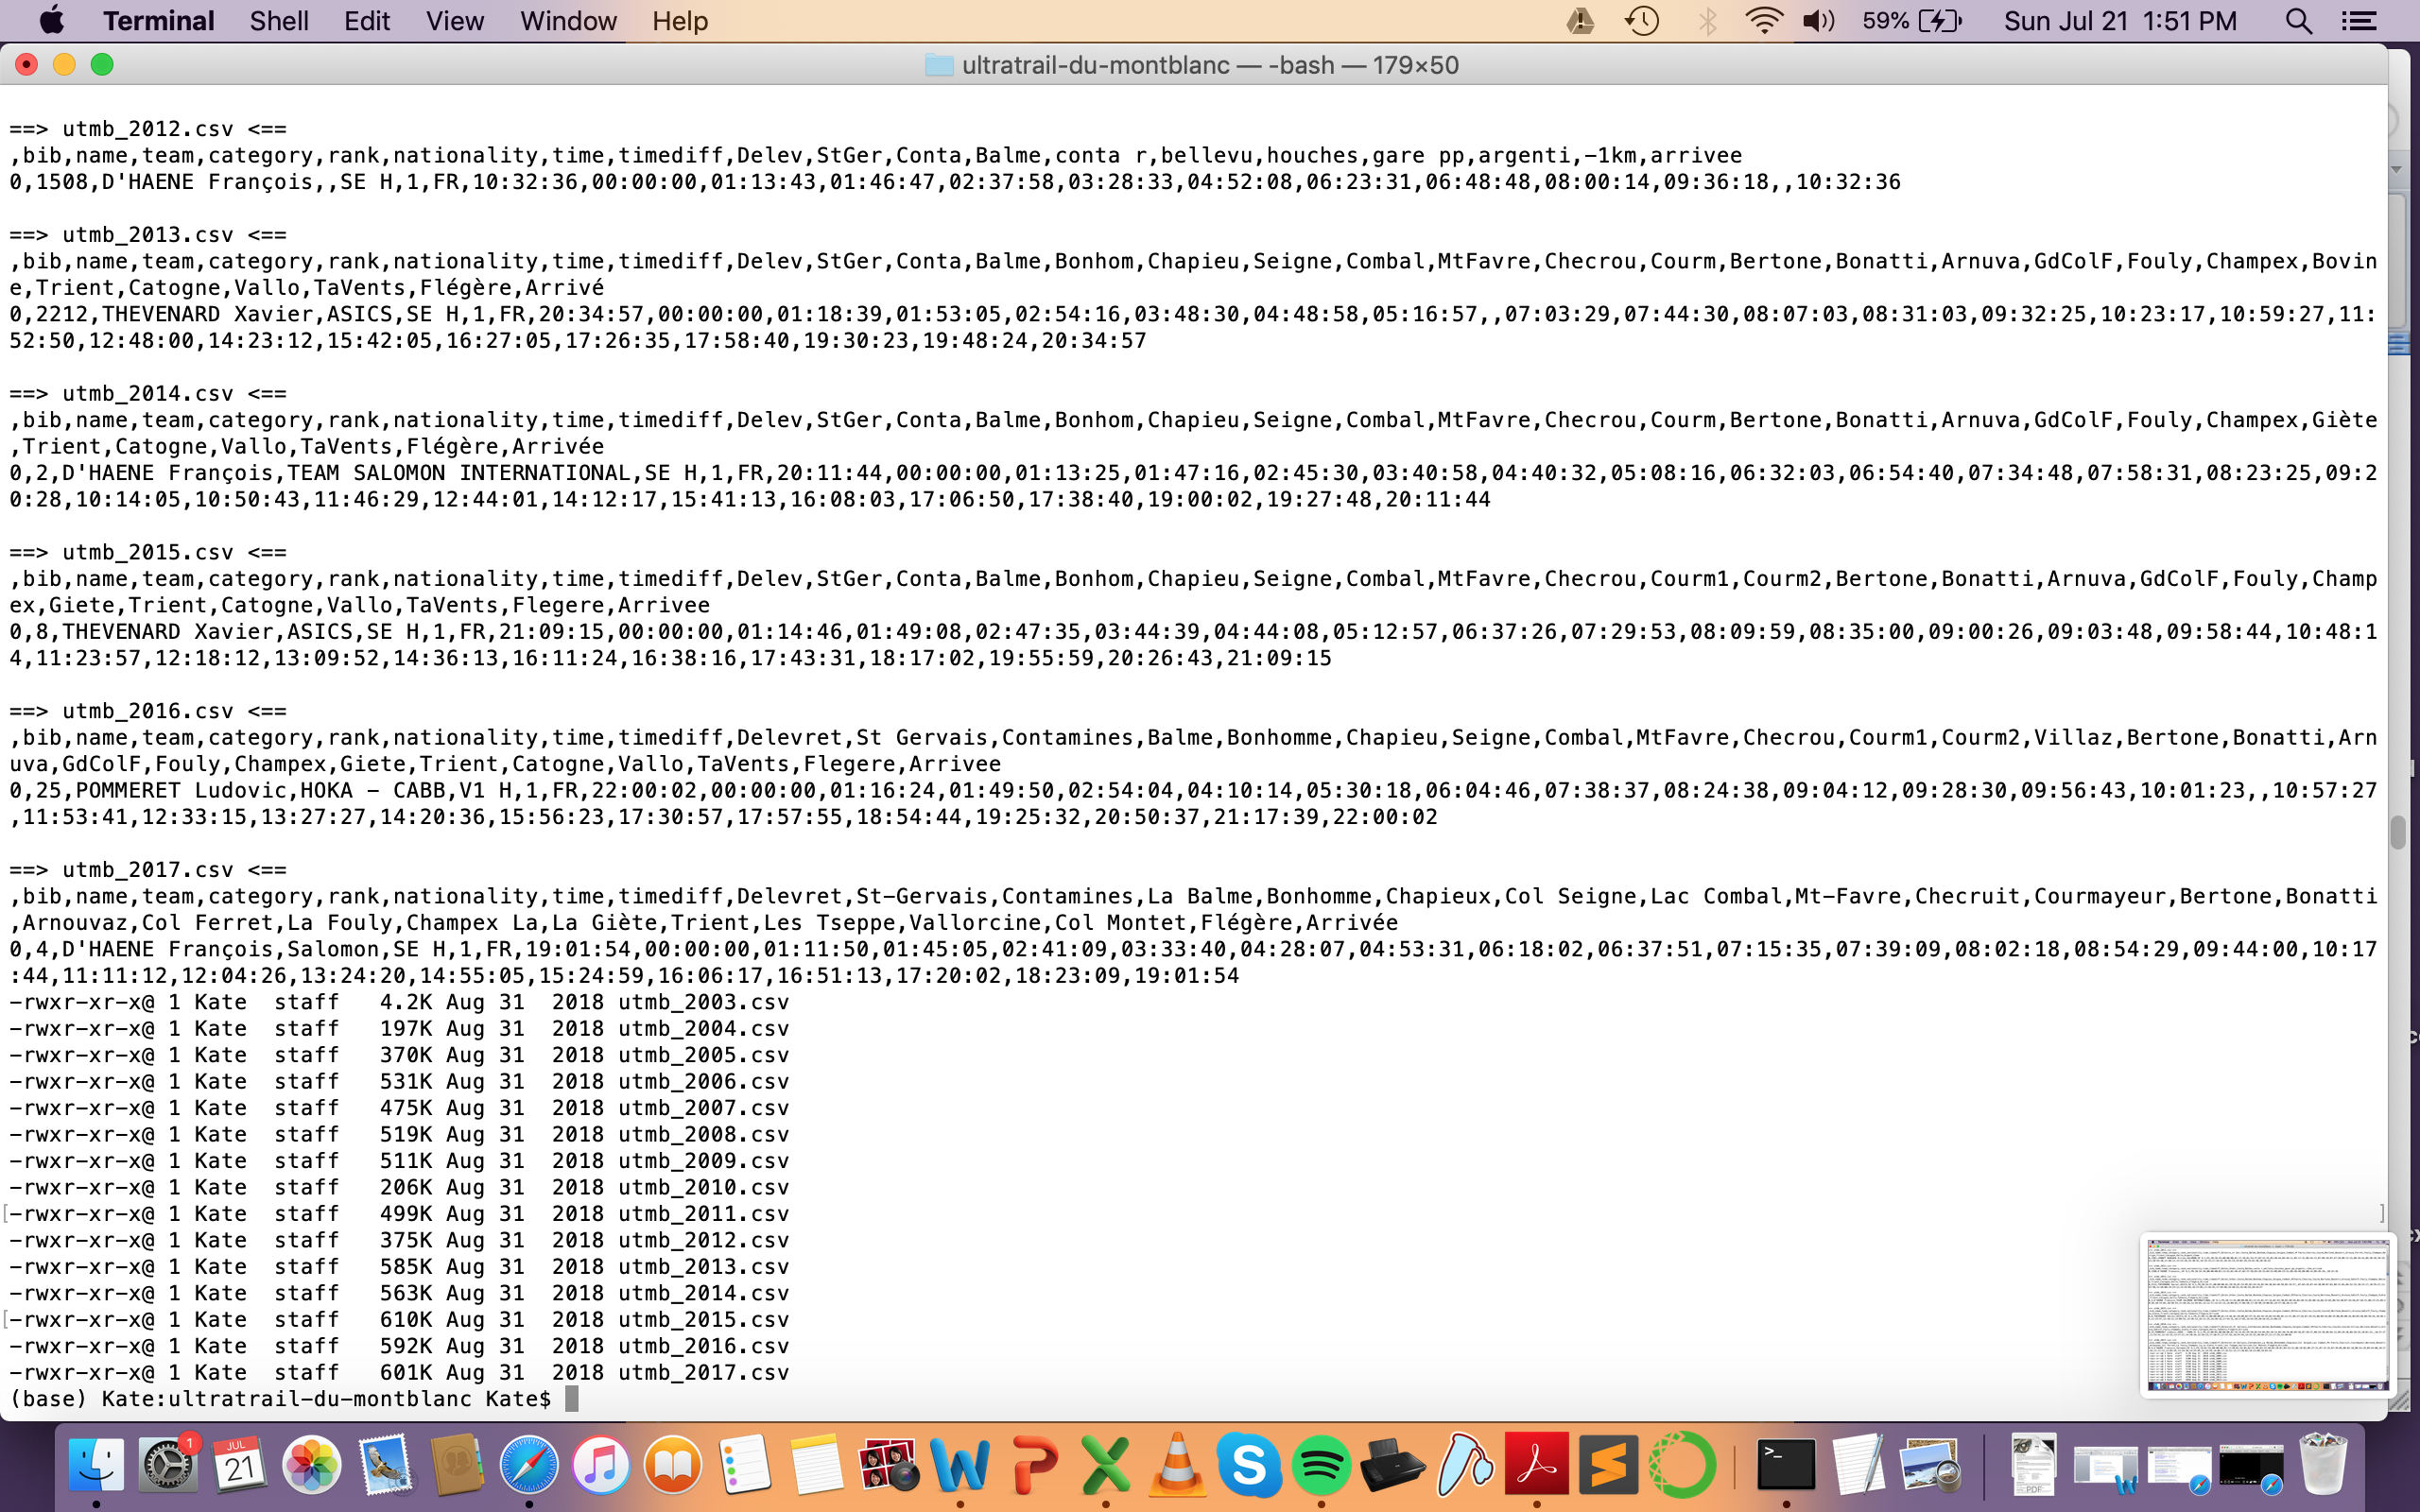 Terminal Shell Edit View Window Help 59% Sun Jul 21 1:51 PM
ultratrail-du-montblanc — -bash — 179×50
==> utmb_2012.csv <==
,bib,name,team,category,rank,nationality,time,timediff,Delev,StGer,Conta,Balme,conta r,bellevu,houches,gare pp,argenti,-1km,arrivee
0,1508,D'HAENE François,,SE H,1,FR,10:32:36,00:00:00,01:13:43,01:46:47,02:37:58,03:28:33,04:52:08,06:23:31,06:48:48,08:00:14,09:36:18,,10:32:36
==> utmb_2013.csv <==
,bib,name,team,category,rank,nationality,time,timediff,Delev,StGer,Conta,Balme,Bonhom,Chapieu,Seigne,Combal,MtFavre,Checrou,Courm,Bertone,Bonatti,Arnuva,GdColF,Fouly,Champex,Bovin
e,Trient,Catogne,Vallo,TaVents,Flégère,Arrivé
0,2212,THEVENARD Xavier,ASICS,SE H,1,FR,20:34:57,00:00:00,01:18:39,01:53:05,02:54:16,03:48:30,04:48:58,05:16:57,,07:03:29,07:44:30,08:07:03,08:31:03,09:32:25,10:23:17,10:59:27,11:
52:50,12:48:00,14:23:12,15:42:05,16:27:05,17:26:35,17:58:40,19:30:23,19:48:24,20:34:57
==> utmb_2014.csv <==
,bib,name,team,category,rank,nationality,time,timediff,Delev,StGer,Conta,Balme,Bonhom,Chapieu,Seigne,Combal,MtFavre,Checrou,Courm,Bertone,Bonatti,Arnuva,GdColF,Fouly,Champex,Giète
,Trient,Catogne,Vallo,TaVents,Flégère,Arrivée
0,2,D'HAENE François,TEAM SALOMON INTERNATIONAL,SE H,1,FR,20:11:44,00:00:00,01:13:25,01:47:16,02:45:30,03:40:58,04:40:32,05:08:16,06:32:03,06:54:40,07:34:48,07:58:31,08:23:25,09:2
0:28,10:14:05,10:50:43,11:46:29,12:44:01,14:12:17,15:41:13,16:08:03,17:06:50,17:38:40,19:00:02,19:27:48,20:11:44
==> utmb_2015.csv <==
,bib,name,team,category,rank,nationality,time,timediff,Delev,StGer,Conta,Balme,Bonhom,Chapieu,Seigne,Combal,MtFavre,Checrou,Courm1,Courm2,Bertone,Bonatti,Arnuva,GdColF,Fouly,Champ
ex,Giete,Trient,Catogne,Vallo,TaVents,Flegere,Arrivee
0,8,THEVENARD Xavier,ASICS,SE H,1,FR,21:09:15,00:00:00,01:14:46,01:49:08,02:47:35,03:44:39,04:44:08,05:12:57,06:37:26,07:29:53,08:09:59,08:35:00,09:00:26,09:03:48,09:58:44,10:48:1
4,11:23:57,12:18:12,13:09:52,14:36:13,16:11:24,16:38:16,17:43:31,18:17:02,19:55:59,20:26:43,21:09:15
==> utmb_2016.csv <==
,bib,name,team,category,rank,nationality,time,timediff,Delevret,St Gervais,Contamines,Balme,Bonhomme,Chapieu,Seigne,Combal,MtFavre,Checrou,Courm1,Courm2,Villaz,Bertone,Bonatti,Arn
uva,GdColF,Fouly,Champex,Giete,Trient,Catogne,Vallo,TaVents,Flegere,Arrivee
0,25,POMMERET Ludovic,HOKA - CABB,V1 H,1,FR,22:00:02,00:00:00,01:16:24,01:49:50,02:54:04,04:10:14,05:30:18,06:04:46,07:38:37,08:24:38,09:04:12,09:28:30,09:56:43,10:01:23,,10:57:27
,11:53:41,12:33:15,13:27:27,14:20:36,15:56:23,17:30:57,17:57:55,18:54:44,19:25:32,20:50:37,21:17:39,22:00:02
==> utmb_2017.csv <==
,bib,name,team,category,rank,nationality,time,timediff,Delevret,St-Gervais,Contamines,La Balme,Bonhomme,Chapieux,Col Seigne,Lac Combal,Mt-Favre,Checruit,Courmayeur,Bertone,Bonatti
,Arnouvaz,Col Ferret,La Fouly,Champex La,La Giète,Trient,Les Tseppe,Vallorcine,Col Montet,Flégère,Arrivée
0,4,D'HAENE François,Salomon,SE H,1,FR,19:01:54,00:00:00,01:11:50,01:45:05,02:41:09,03:33:40,04:28:07,04:53:31,06:18:02,06:37:51,07:15:35,07:39:09,08:02:18,08:54:29,09:44:00,10:17
:44,11:11:12,12:04:26,13:24:20,14:55:05,15:24:59,16:06:17,16:51:13,17:20:02,18:23:09,19:01:54
-rwxr-xr-x@ 1 Kate  staff   4.2K Aug 31  2018 utmb_2003.csv
-rwxr-xr-x@ 1 Kate  staff   197K Aug 31  2018 utmb_2004.csv
-rwxr-xr-x@ 1 Kate  staff   370K Aug 31  2018 utmb_2005.csv
-rwxr-xr-x@ 1 Kate  staff   531K Aug 31  2018 utmb_2006.csv
-rwxr-xr-x@ 1 Kate  staff   475K Aug 31  2018 utmb_2007.csv
-rwxr-xr-x@ 1 Kate  staff   519K Aug 31  2018 utmb_2008.csv
-rwxr-xr-x@ 1 Kate  staff   511K Aug 31  2018 utmb_2009.csv
-rwxr-xr-x@ 1 Kate  staff   206K Aug 31  2018 utmb_2010.csv
[-rwxr-xr-x@ 1 Kate  staff   499K Aug 31  2018 utmb_2011.csv ]
-rwxr-xr-x@ 1 Kate  staff   375K Aug 31  2018 utmb_2012.csv
-rwxr-xr-x@ 1 Kate  staff   585K Aug 31  2018 utmb_2013.csv
-rwxr-xr-x@ 1 Kate  staff   563K Aug 31  2018 utmb_2014.csv
[-rwxr-xr-x@ 1 Kate  staff   610K Aug 31  2018 utmb_2015.csv
-rwxr-xr-x@ 1 Kate  staff   592K Aug 31  2018 utmb_2016.csv
-rwxr-xr-x@ 1 Kate  staff   601K Aug 31  2018 utmb_2017.csv
(base) Kate:ultratrail-du-montblanc Kate$
1
JUL
21
PDF